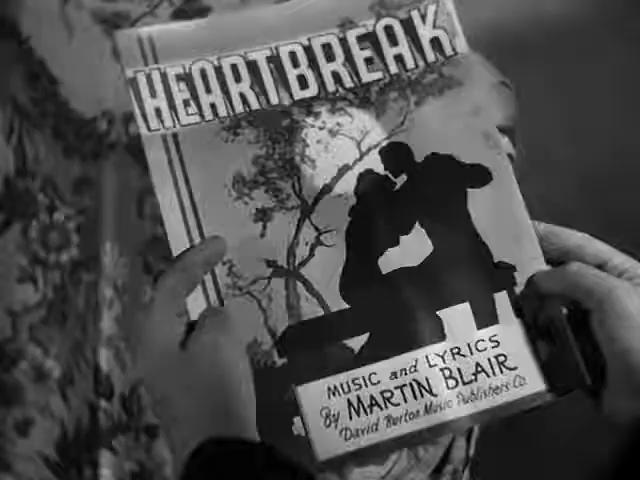 HEARTBREAK
MUSIC and LYRICS
By MARTIN BLAIR
David Burton Music Publishers Co.